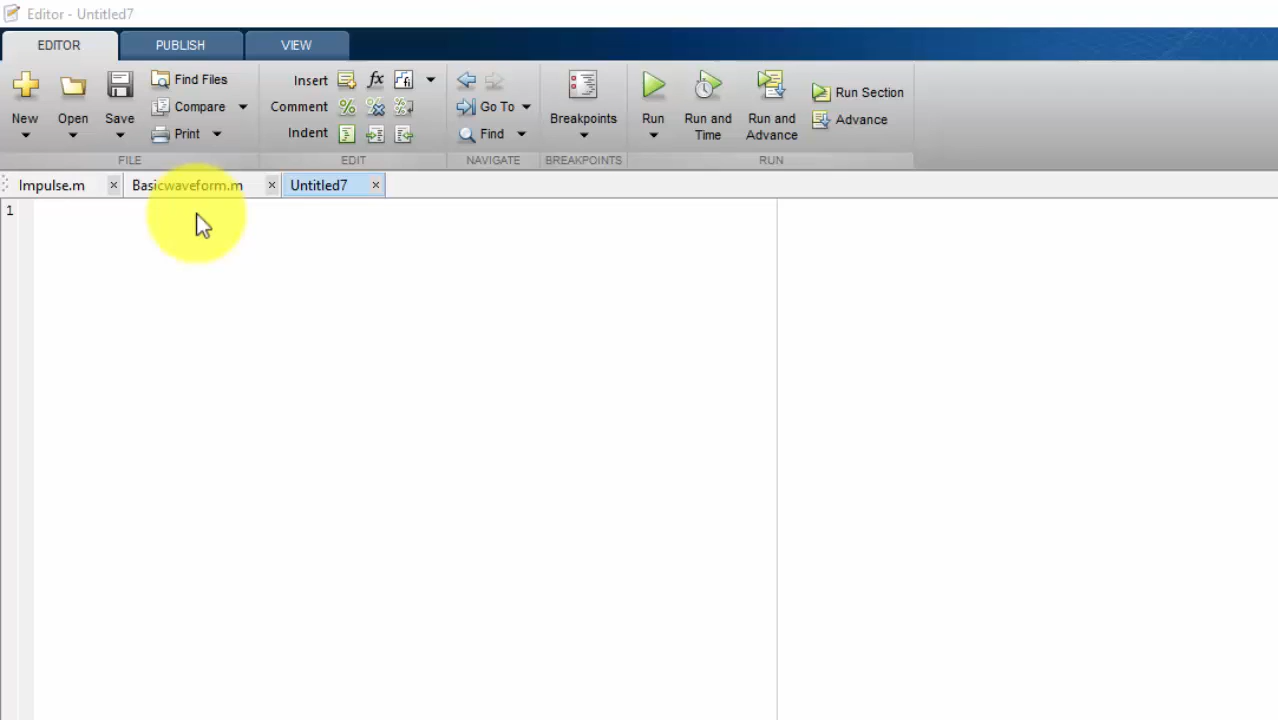 Editor - Untitled7
EDITOR PUBLISH VIEW
New
Open
Save
Find Files
Compare
Print
FILE
Insert fx
Comment % %
Indent
EDIT
Go To
Find
NAVIGATE
Breakpoints
BREAKPOINTS
Run
Run and
Time
Run and
Advance
Run Section
Advance
RUN
Impulse.m × Basicwaveform.m × Untitled7 ×
1